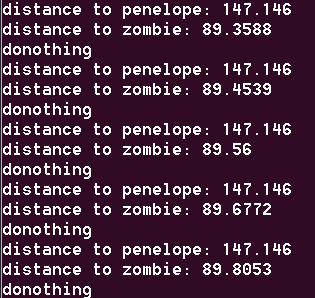 distance to penelope: 147.146
distance to zombie: 89.3588
donothing
distance to penelope: 147.146
distance to zombie: 89.4539
donothing
distance to penelope: 147.146
distance to zombie: 89.56
donothing
distance to penelope: 147.146
distance to zombie: 89.6772
donothing
distance to penelope: 147.146
distance to zombie: 89.8053
donothing